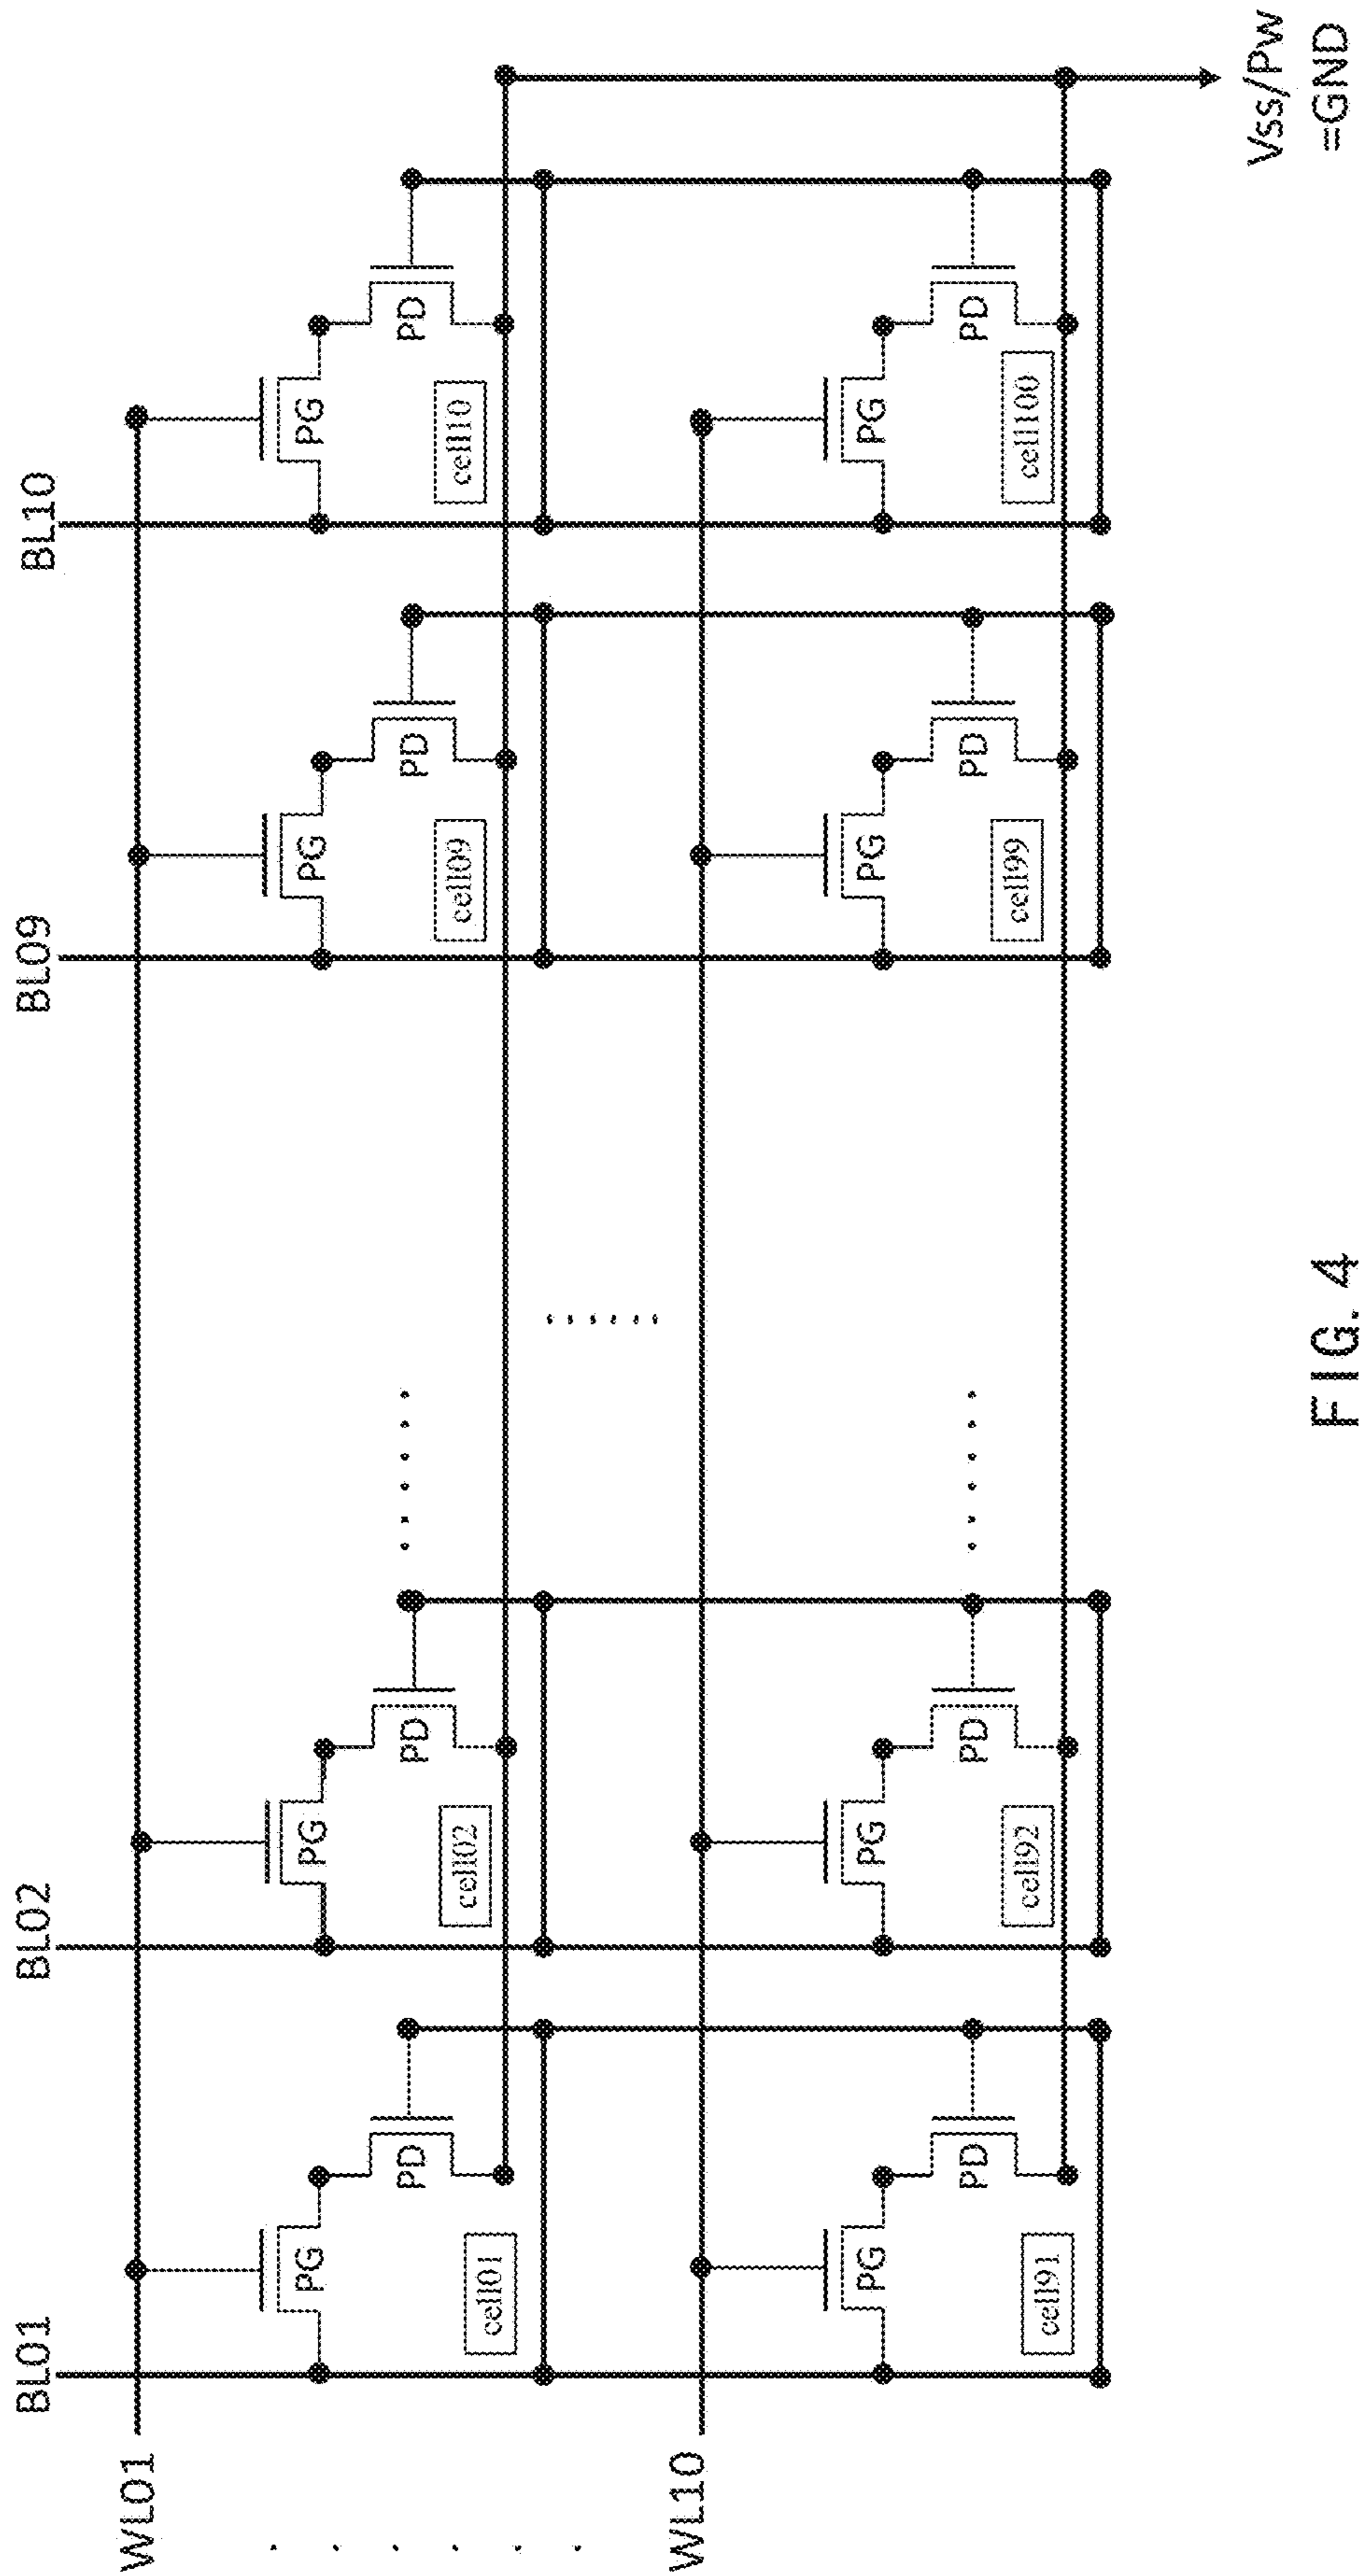 BL01
BL02
BL09
BL10
WL01
PG
PG
PG
PG
PD
PD
PD
PD
cell01
cell02
cell09
cell10
WL10
PG
PG
PG
PG
PD
PD
PD
PD
cell91
cell92
cell99
cell100
Vss/Pw
=GND
FIG. 4